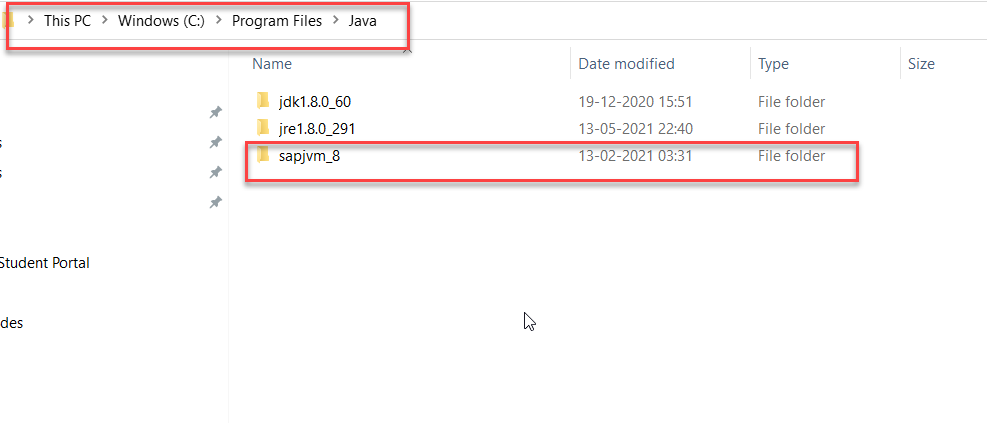 This PC > Windows (C:) > Program Files > Java
Name Date modified Type Size
jdk1.8.0_60 19-12-2020 15:51 File folder
jre1.8.0_291 13-05-2021 22:40 File folder
sapjvm_8 13-02-2021 03:31 File folder
s
s
Student Portal
des